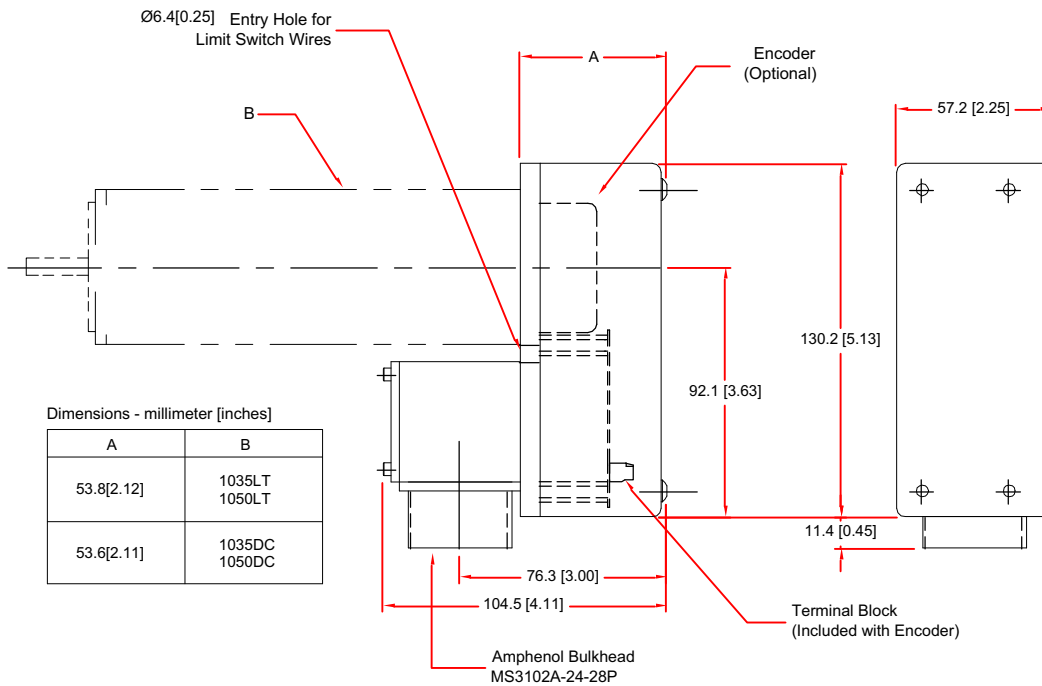 Ø6.4[0.25] Entry Hole for
Limit Switch Wires
A
Encoder
(Optional)
57.2 [2.25]
B
130.2 [5.13]
92.1 [3.63]
Dimensions - millimeter [inches]
A B
53.8[2.12] 1035LT
1050LT
53.6[2.11] 1035DC
1050DC
11.4 [0.45]
76.3 [3.00]
104.5 [4.11]
Terminal Block
(Included with Encoder)
Amphenol Bulkhead
MS3102A-24-28P